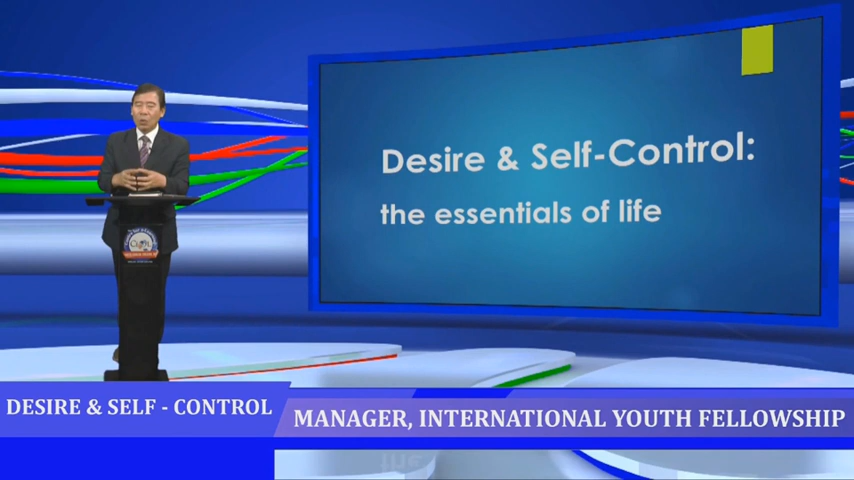 Desire & Self-Control:
the essentials of life
DESIRE & SELF - CONTROL
MANAGER, INTERNATIONAL YOUTH FELLOWSHIP